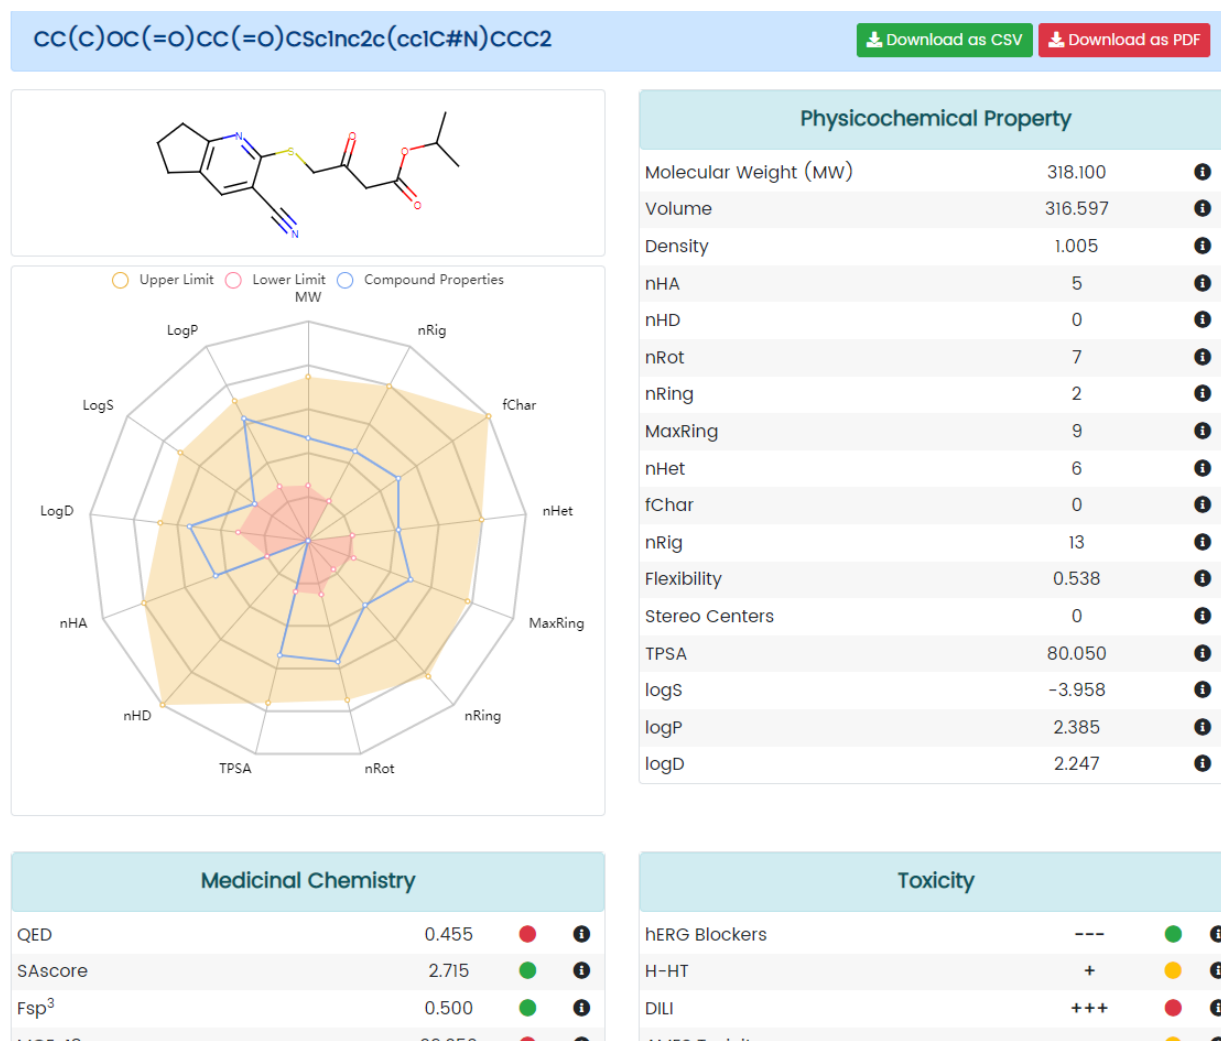 CC(C)OC(=O)CC(=O)CSc1nc2c(cc1C#N)CCC2
Download as CSV
Download as PDF
N
S
O
O
O
N
Upper Limit
Lower Limit
Compound Properties
MW
LogP
nRig
LogS
fChar
LogD
nHet
nHA
MaxRing
nHD
nRing
TPSA
nRot
Physicochemical Property
Molecular Weight (MW) 318.100
Volume 316.597
Density 1.005
nHA 5
nHD 0
nRot 7
nRing 2
MaxRing 9
nHet 6
fChar 0
nRig 13
Flexibility 0.538
Stereo Centers 0
TPSA 80.050
logS -3.958
logP 2.385
logD 2.247
Medicinal Chemistry
QED 0.455
SAscore 2.715
Fsp3 0.500
Toxicity
hERG Blockers ---
H-HT +
DILI +++